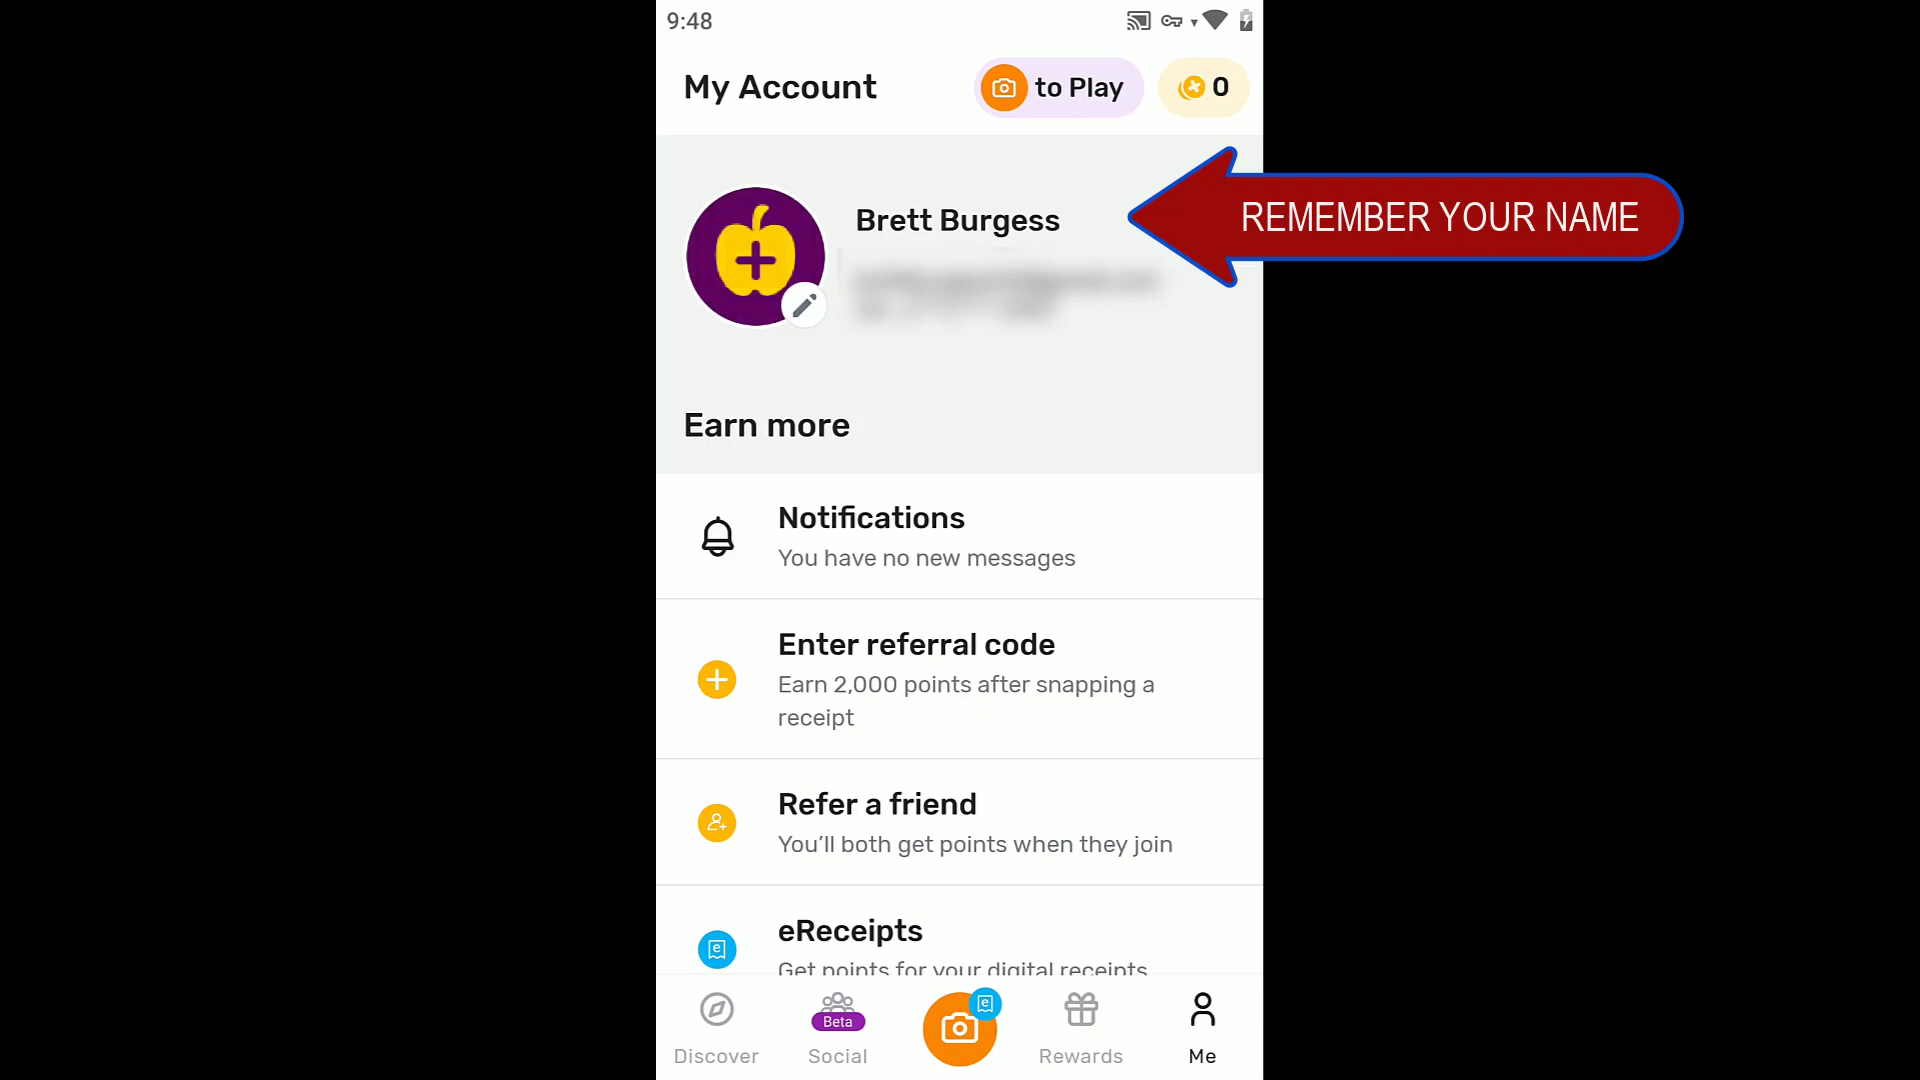 9:48
My Account
to Play
0
Brett Burgess
REMEMBER YOUR NAME
Earn more
Notifications
You have no new messages
Enter referral code
Earn 2,000 points after snapping a
receipt
Refer a friend
You’ll both get points when they join
eReceipts
Get points for your digital receipts
e
e
Beta
Discover
Social
Rewards
Me